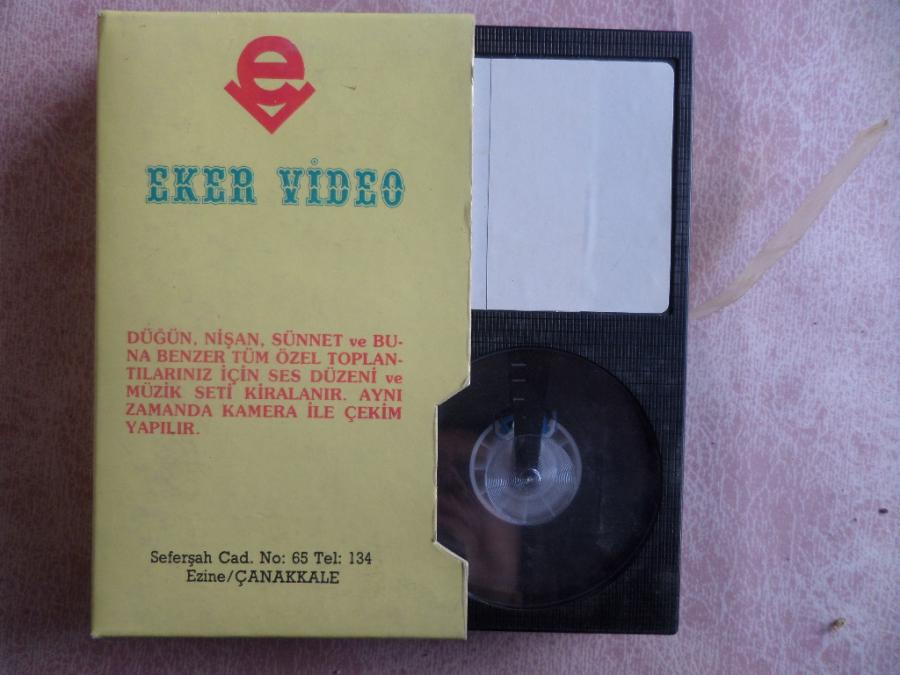 e
EKER VİDEO
DÜĞÜN, NİŞAN, SÜNNET ve BU-
NA BENZER TÜM ÖZEL TOPLAN-
TILARINIZ İÇİN SES DÜZENİ ve
MÜZİK SETİ KİRALANIR. AYNI
ZAMANDA KAMERA İLE ÇEKİM
YAPILIR.
Seferşah Cad. No: 65 Tel: 134
Ezine/ÇANAKKALE